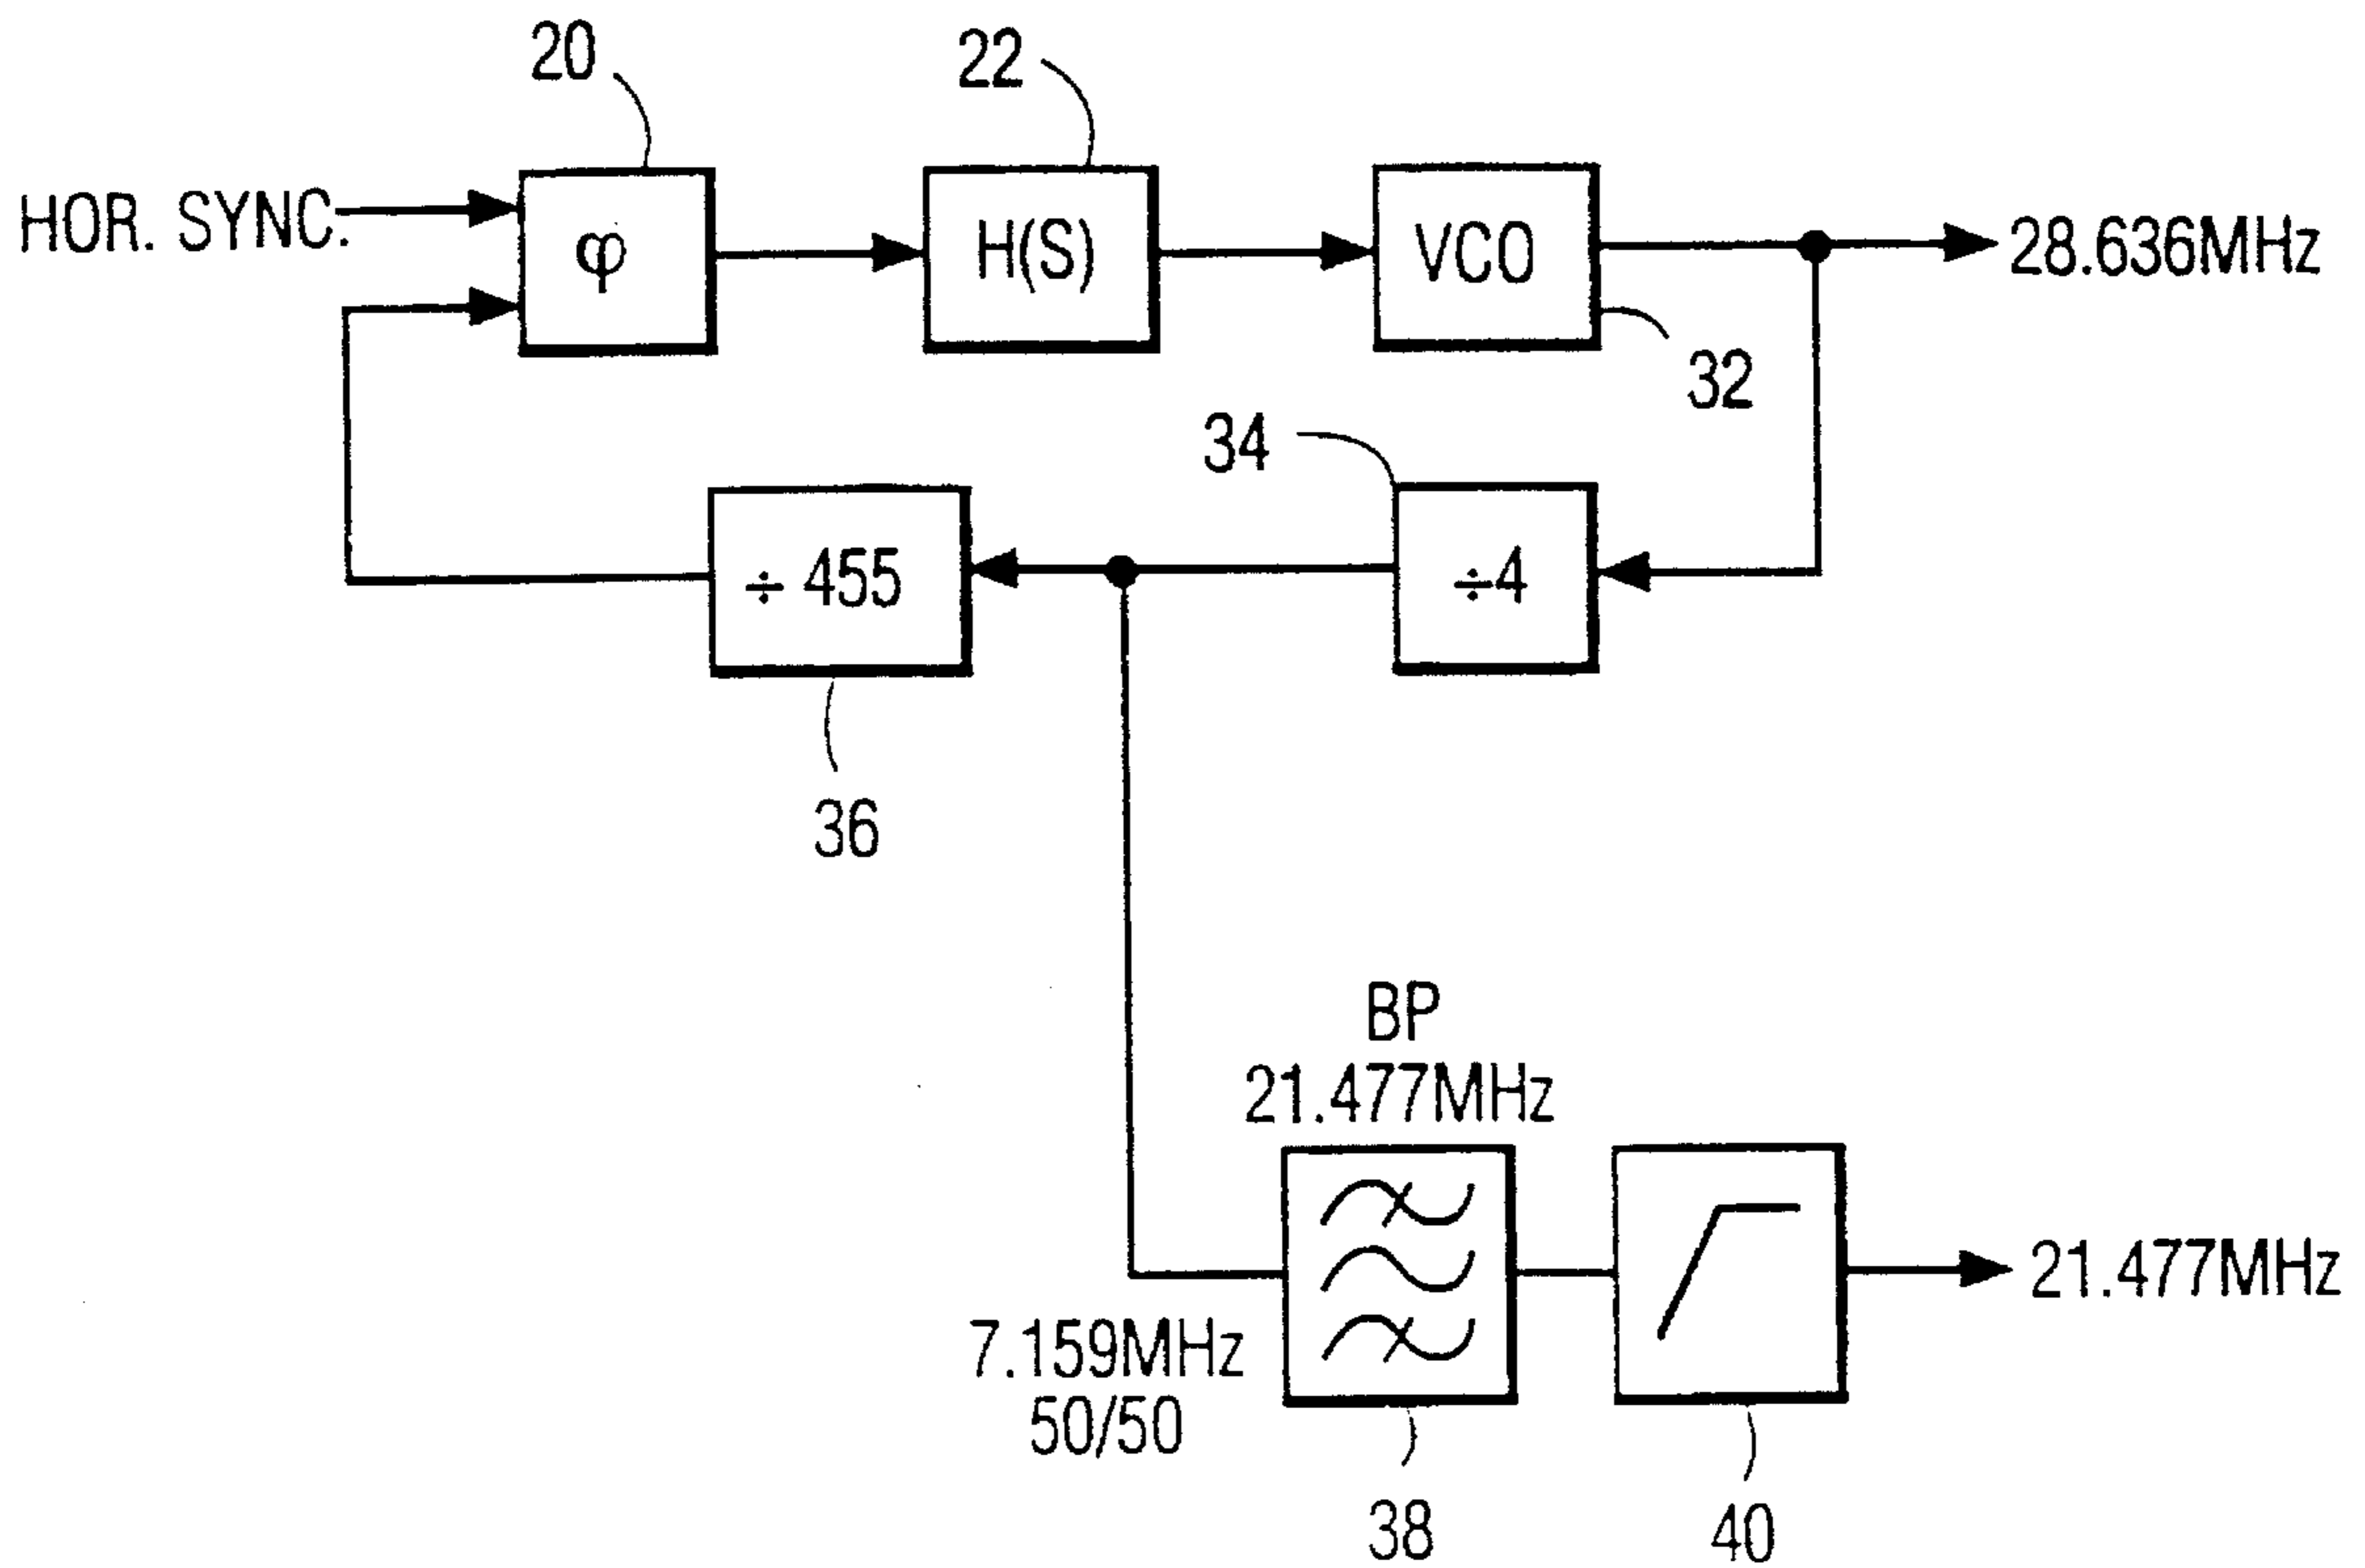 20
22
HOR. SYNC.
φ
H(S)
VCO
28.636MHz
32
34
÷ 455
÷4
36
BP
21.477MHz
21.477MHz
7.159MHz
50/50
38
40